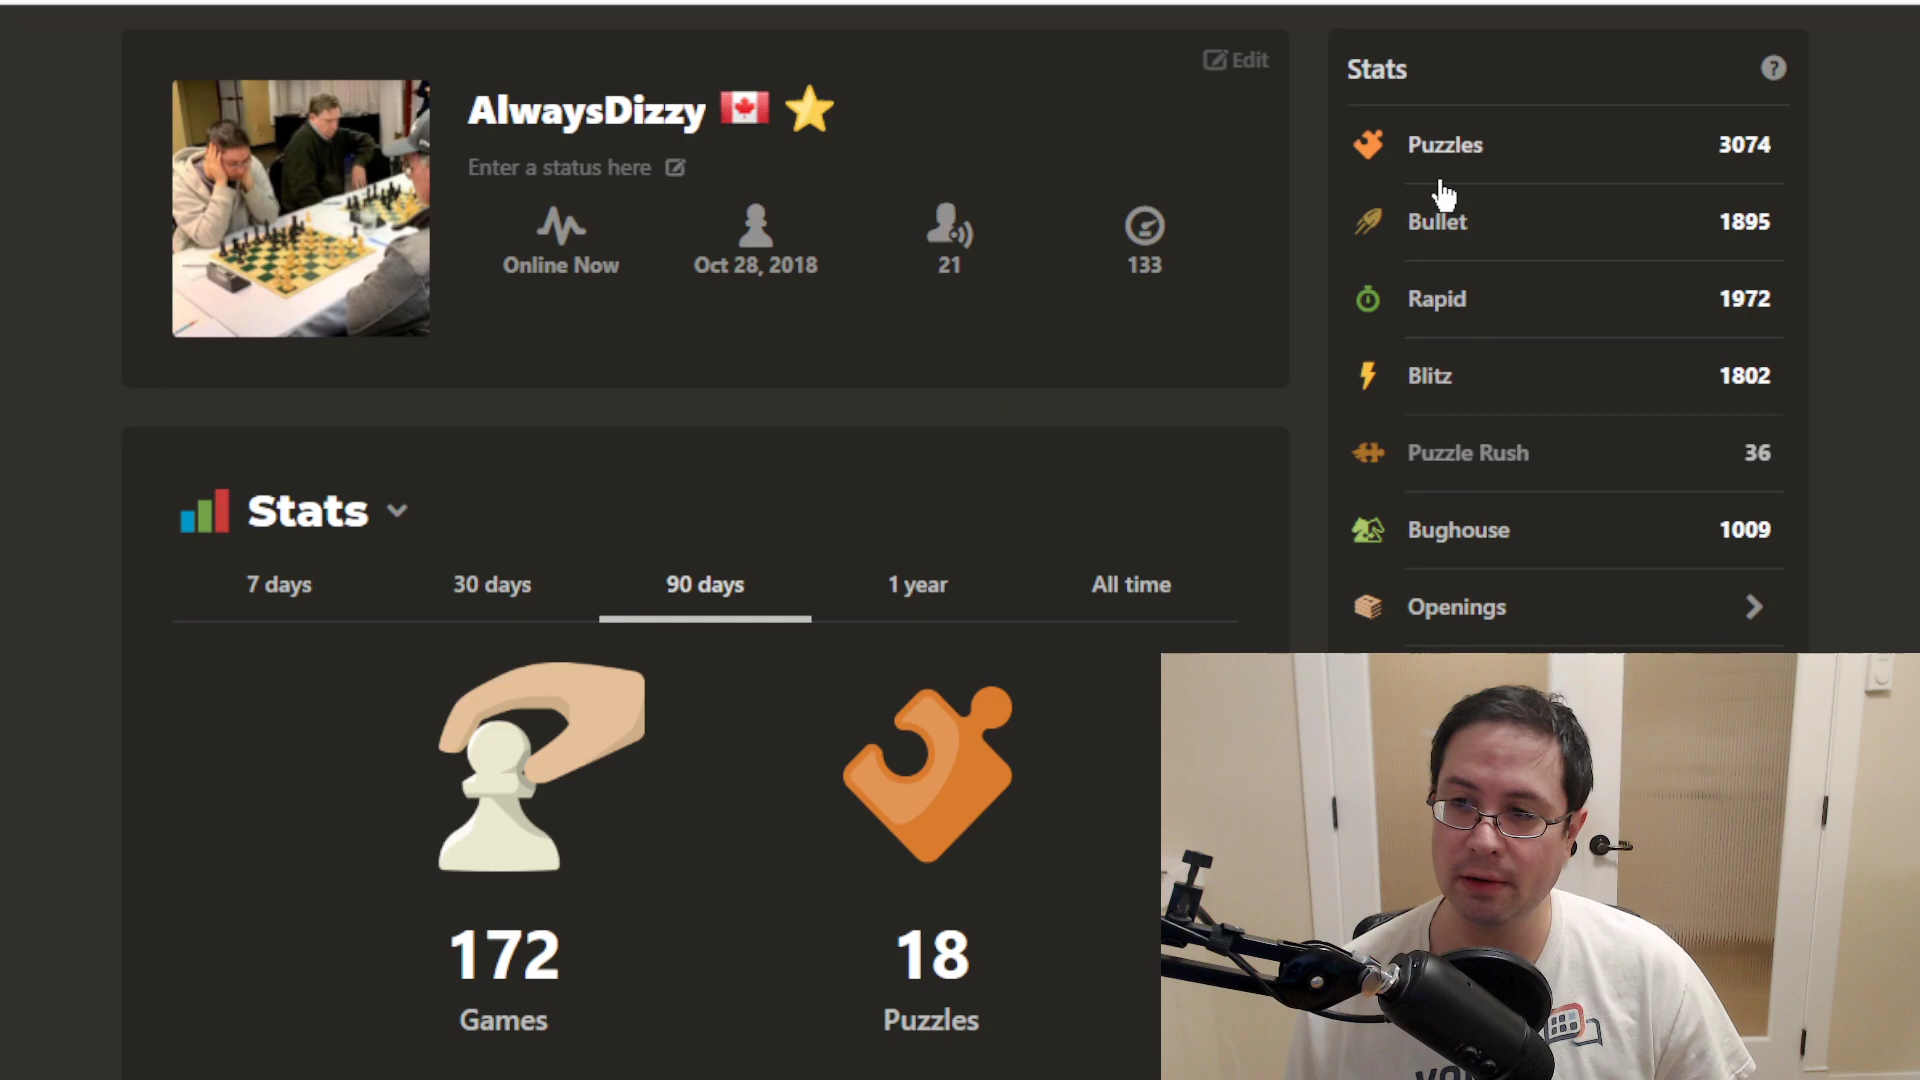 Edit
AlwaysDizzy
Enter a status here
Online Now
Oct 28, 2018
21
133
Stats
7 days
30 days
90 days
1 year
All time
172
Games
18
Puzzles
Stats
?
Puzzles 3074
Bullet 1895
Rapid 1972
Blitz 1802
Puzzle Rush 36
Bughouse 1009
Openings